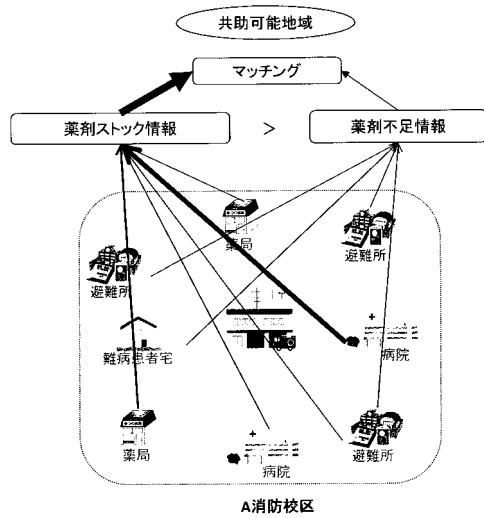 共助可能地域
マッチング
薬剤ストック情報
>
薬剤不足情報
薬局
避難所
避難所
難病患者宅
病院
薬局
病院
避難所
A消防校区